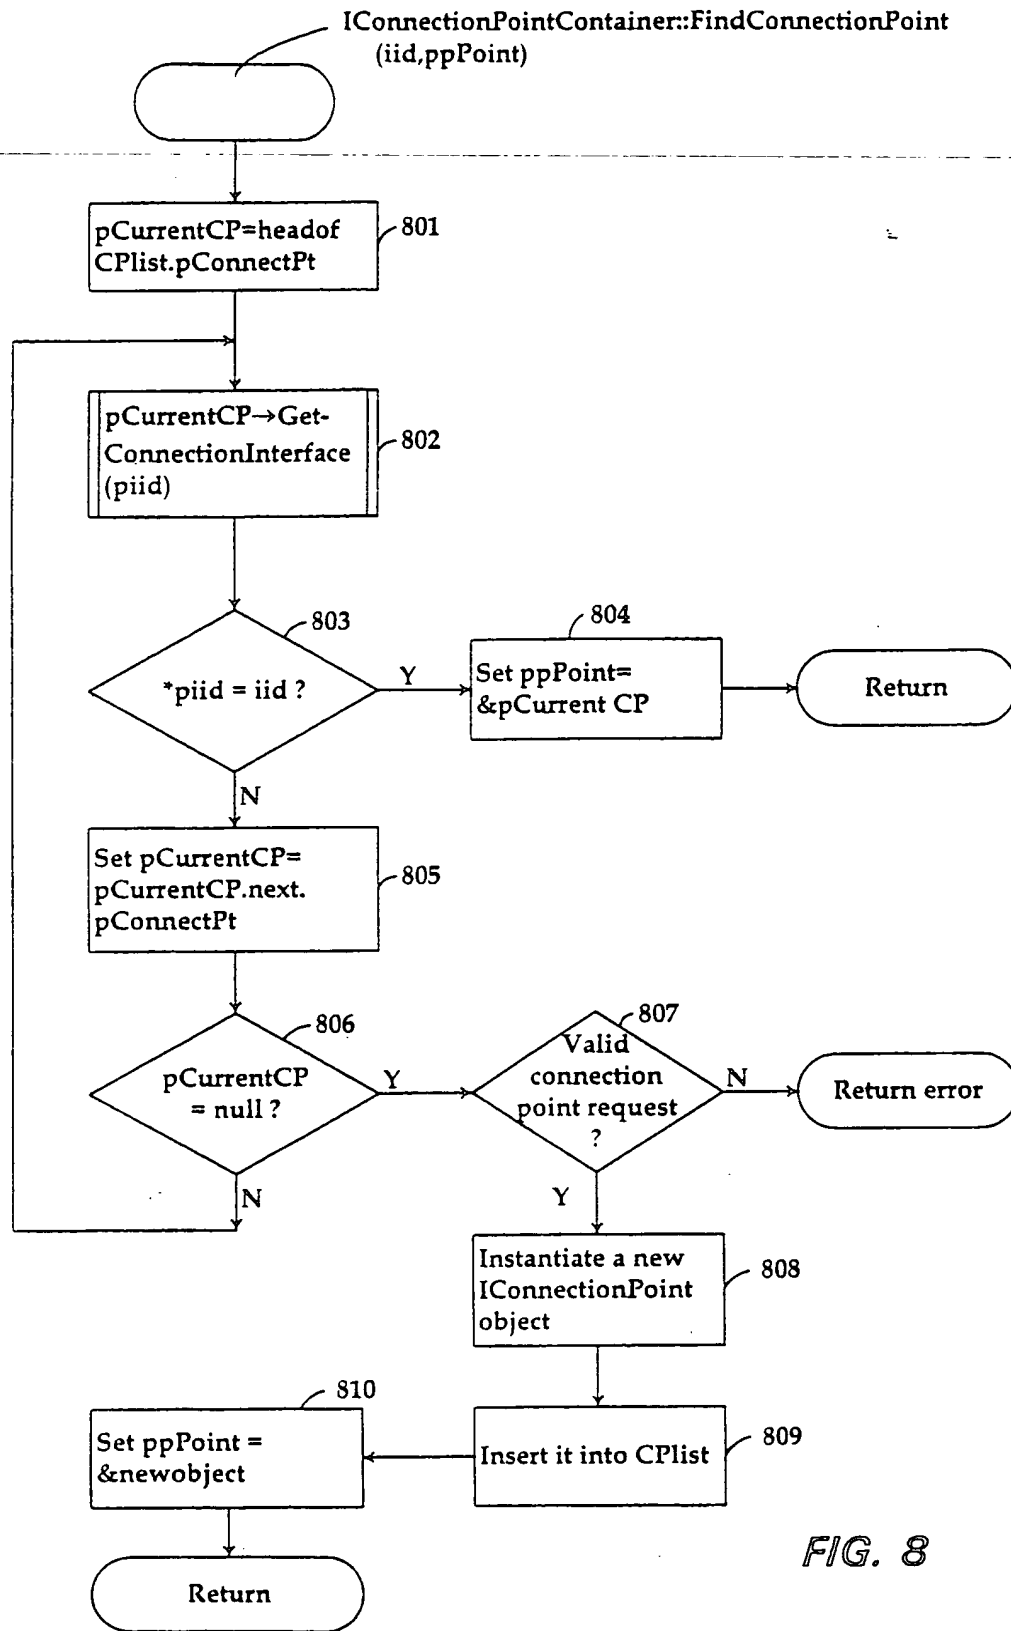 IConnectionPointContainer::FindConnectionPoint
(iid,ppPoint)
pCurrentCP=headof
CPlist.pConnectPt
801
pCurrentCP→Get-
ConnectionInterface
(piid)
802
803
*piid = iid ?
Y
804
Set ppPoint=
&pCurrent CP
Return
N
Set pCurrentCP=
pCurrentCP.next.
pConnectPt
805
806
pCurrentCP
= null ?
Y
N
807
Valid
connection
point request
?
N
Return error
Y
Instantiate a new
IConnectionPoint
object
808
Insert it into CPlist
809
810
Set ppPoint =
&newobject
Return
FIG. 8